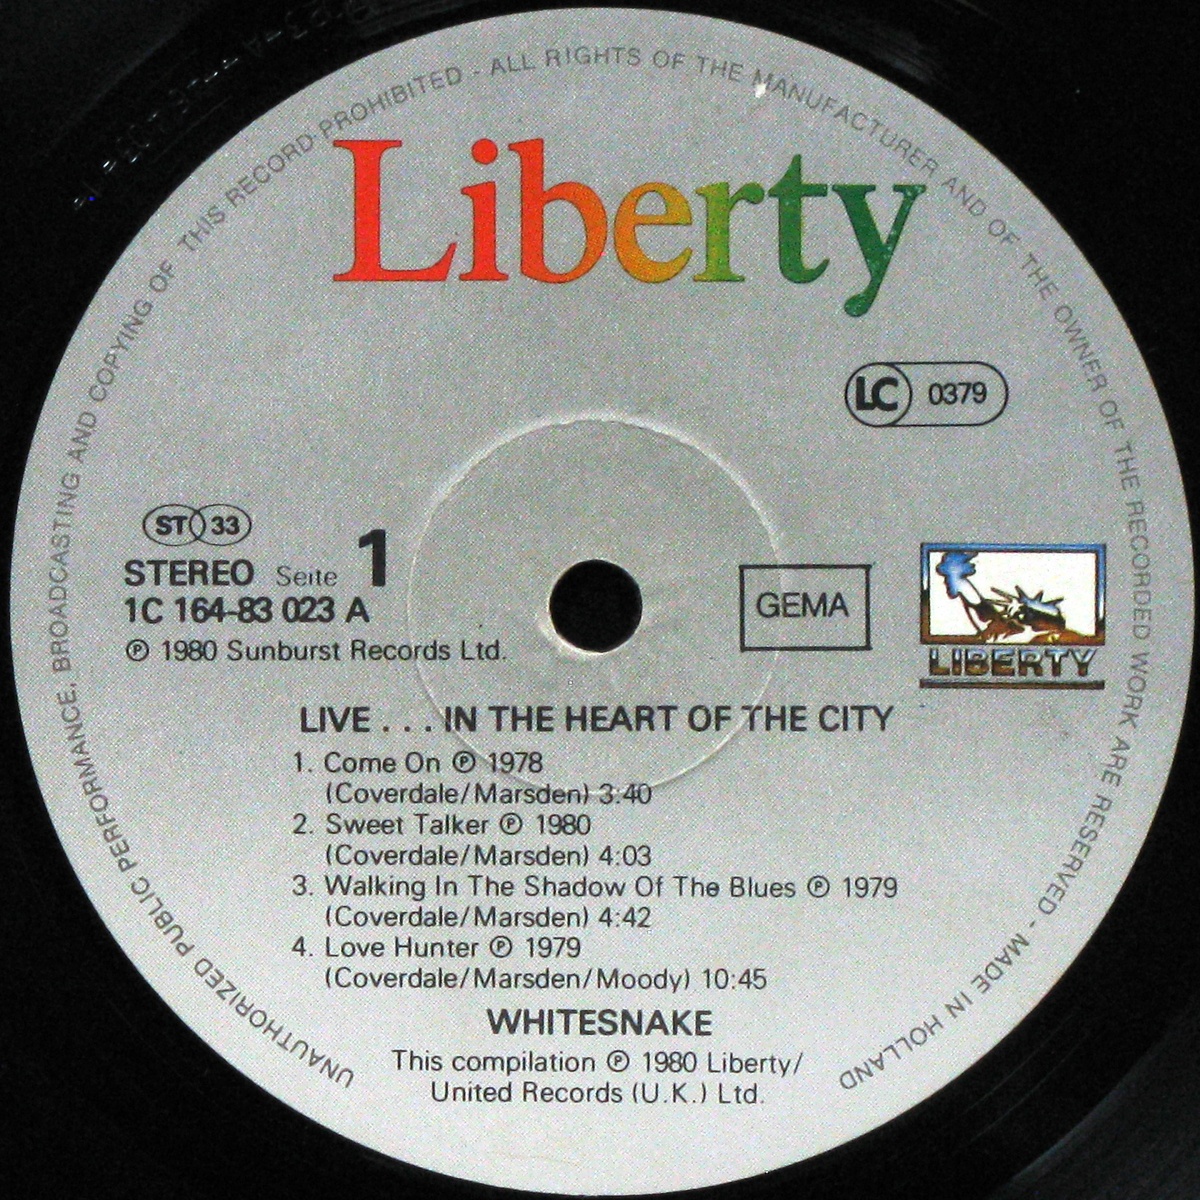 UNAUTHORIZED PUBLIC PERFORMANCE, BROADCASTING AND COPYING OF THIS RECORD PROHIBITED - ALL RIGHTS OF THE MANUFACTURER AND OF THE OWNER OF THE RECORDED WORK ARE RESERVED - MADE IN HOLLAND
Liberty
LC 0379
ST 33
STEREO Seite 1
1C 164-83 023 A
℗ 1980 Sunburst Records Ltd.
GEMA
LIBERTY
LIVE . . . IN THE HEART OF THE CITY
1. Come On ℗ 1978
(Coverdale/Marsden) 3:40
2. Sweet Talker ℗ 1980
(Coverdale/Marsden) 4:03
3. Walking In The Shadow Of The Blues ℗ 1979
(Coverdale/Marsden) 4:42
4. Love Hunter ℗ 1979
(Coverdale/Marsden/Moody) 10:45
WHITESNAKE
This compilation ℗ 1980 Liberty/
United Records (U.K.) Ltd.